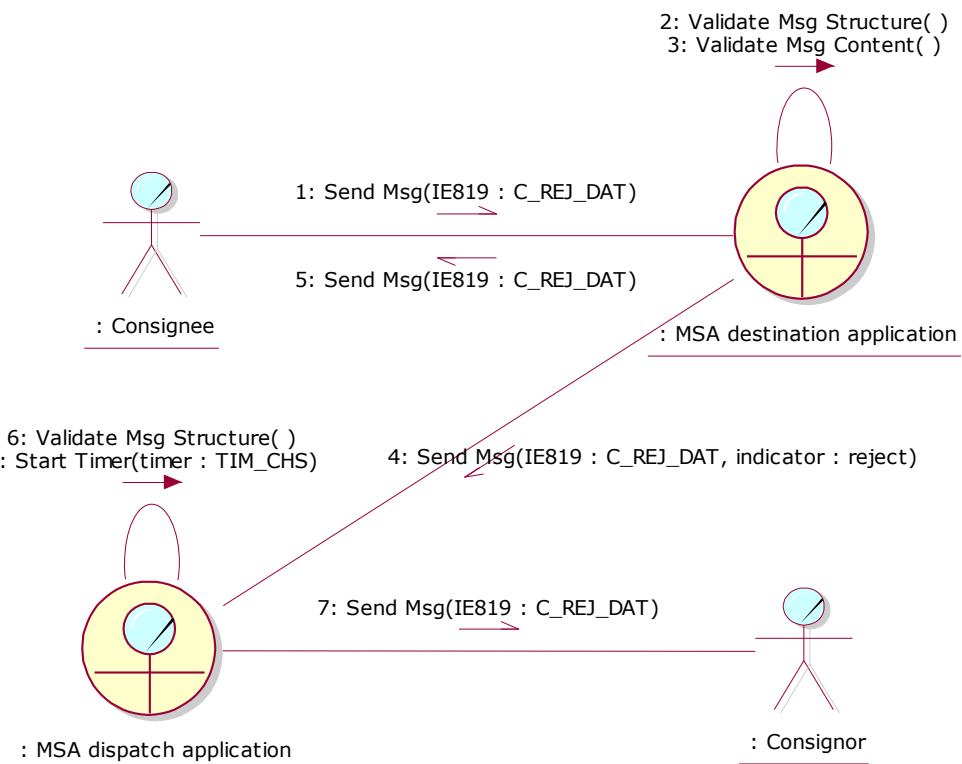 2: Validate Msg Structure( )
3: Validate Msg Content( )
1: Send Msg(IE819 : C_REJ_DAT)
5: Send Msg(IE819 : C_REJ_DAT)
: Consignee
: MSA destination application
6: Validate Msg Structure( )
: Start Timer(timer : TIM_CHS)
4: Send Msg(IE819 : C_REJ_DAT, indicator : reject)
7: Send Msg(IE819 : C_REJ_DAT)
: MSA dispatch application
: Consignor